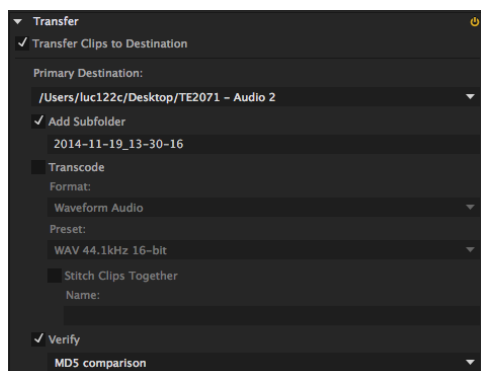 Transfer
Transfer Clips to Destination
Primary Destination:
/Users/luc122c/Desktop/TE2071 – Audio 2
Add Subfolder
2014-11-19_13-30-16
Transcode
Format:
Waveform Audio
Preset:
WAV 44.1kHz 16-bit
Stitch Clips Together
Name:
Verify
MD5 comparison